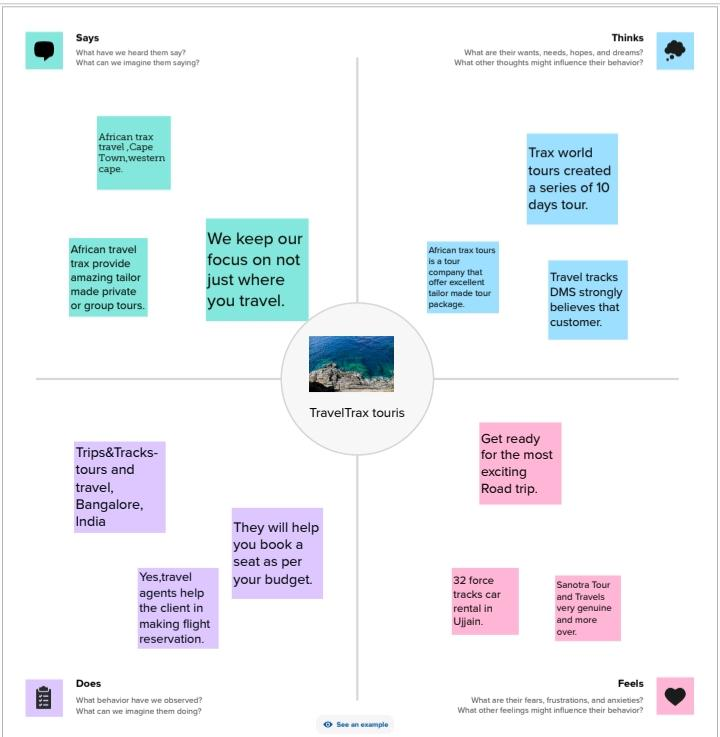 Says
What have we heard them say?
What can we imagine them saying?
Thinks
What are their wants, needs, hopes, and dreams?
What other thoughts might influence their behavior?
African trax
travel ,Cape
Town,western
cape.
African travel
trax provide
amazing tailor
made private
or group tours.
We keep our
focus on not
just where
you travel.
Trax world
tours created
a series of 10
days tour.
African trax tours
is a tour
company that
offer excellent
tailor made tour
package.
Travel tracks
DMS strongly
believes that
customer.
TravelTrax touris
Trips&Tracks-
tours and
travel,
Bangalore,
India
They will help
you book a
seat as per
your budget.
Yes,travel
agents help
the client in
making flight
reservation.
Get ready
for the most
exciting
Road trip.
32 force
tracks car
rental in
Ujjain.
Sanotra Tour
and Travels
very genuine
and more
over.
Does
What behavior have we observed?
What can we imagine them doing?
Feels
What are their fears, frustrations, and anxieties?
What other feelings might influence their behavior?
See an example